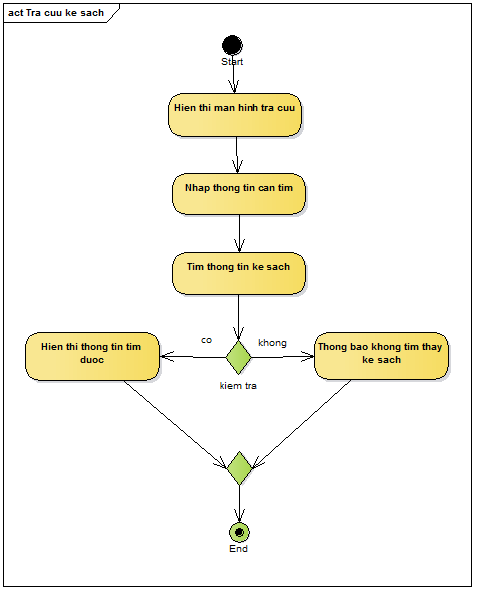 act Tra cuu ke sach
Start
Hien thi man hinh tra cuu
Nhap thong tin can tim
Tim thong tin ke sach
co
khong
Hien thi thong tin tim
duoc
Thong bao khong tim thay
ke sach
kiem tra
End